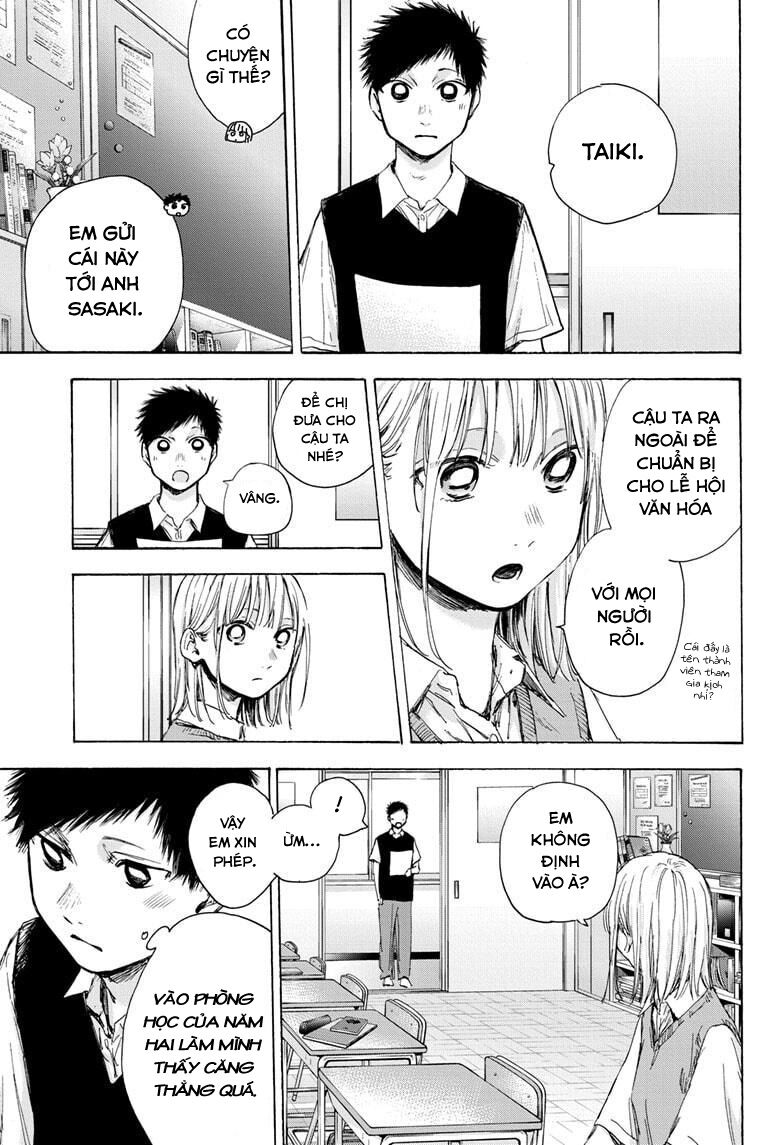 TAIKI.
CÓ
CHUYỆN
GÌ THẾ?
EM GỬI
CÁI NÀY
TỚI ANH
SASAKI.
CẬU TA RA
NGOÀI ĐỂ
CHUẨN BỊ
CHO LỄ HỘI
VĂN HÓA
VỚI MỌI
NGƯỜI
RỒI.
Cái đấy là
tên thành
viên tham
gia kịch
nhỉ?
ĐỂ CHỊ
ĐƯA CHO
CẬU TA
NHÉ?
VÂNG.
EM
KHÔNG
ĐỊNH
VÀO À?
!
ỪM...
VẬY
EM XIN
PHÉP.
VÀO PHÒNG
HỌC CỦA NĂM
HAI LÀM MÌNH
THẤY CĂNG
THẲNG QUÁ.